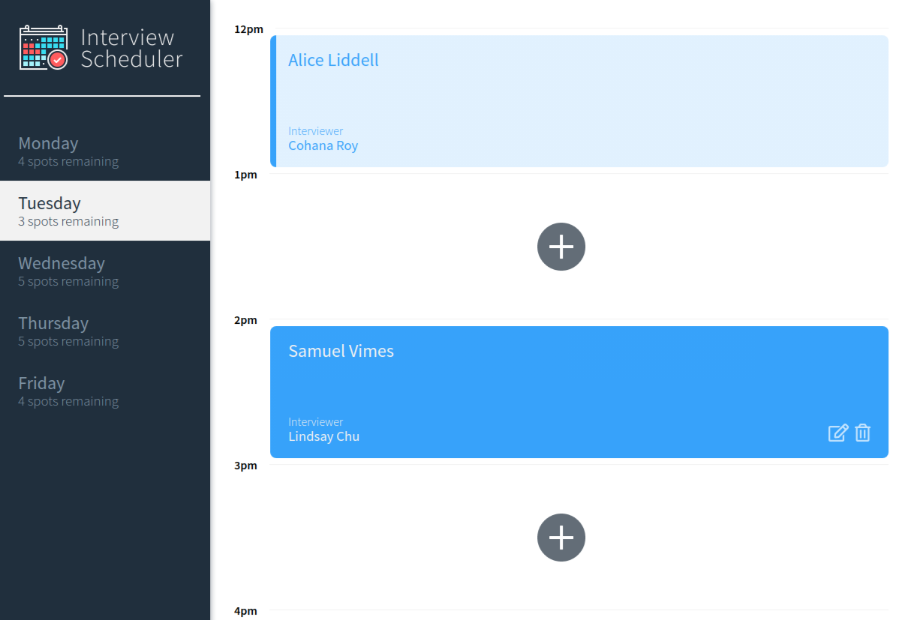 Interview
Scheduler
Monday
4 spots remaining
Tuesday
3 spots remaining
Wednesday
5 spots remaining
Thursday
5 spots remaining
Friday
4 spots remaining
12pm
Alice Liddell
Interviewer
Cohana Roy
1pm
2pm
Samuel Vimes
Interviewer
Lindsay Chu
3pm
4pm